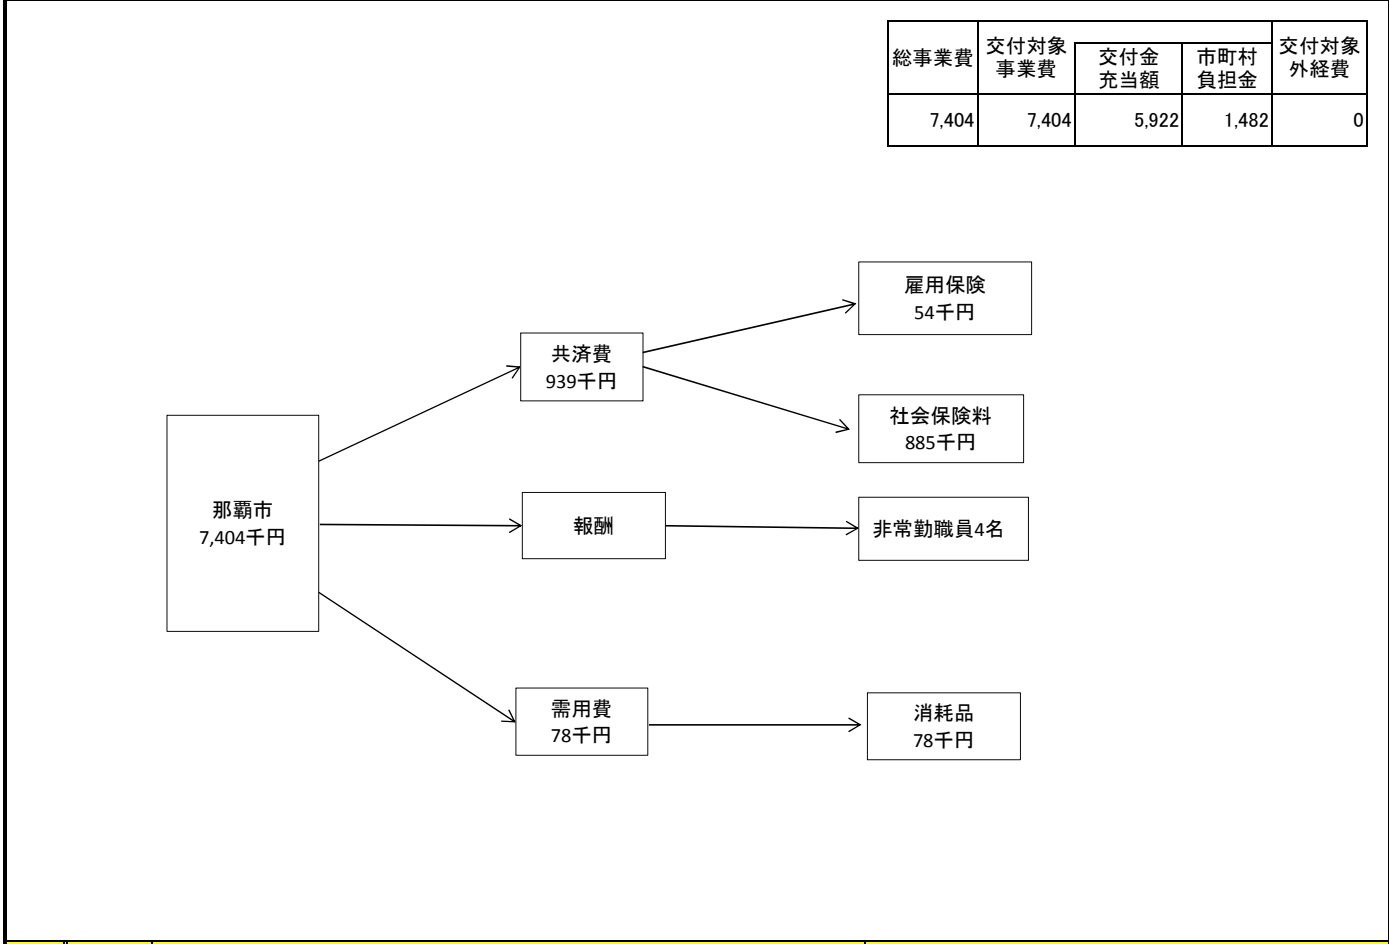 総事業費
交付対象
事業費
交付金
充当額
市町村
負担金
交付対象
外経費
7,404
7,404
5,922
1,482
0
雇用保険
54千円
共済費
939千円
社会保険料
885千円
那覇市
7,404千円
報酬
非常勤職員4名
需用費
78千円
消耗品
78千円